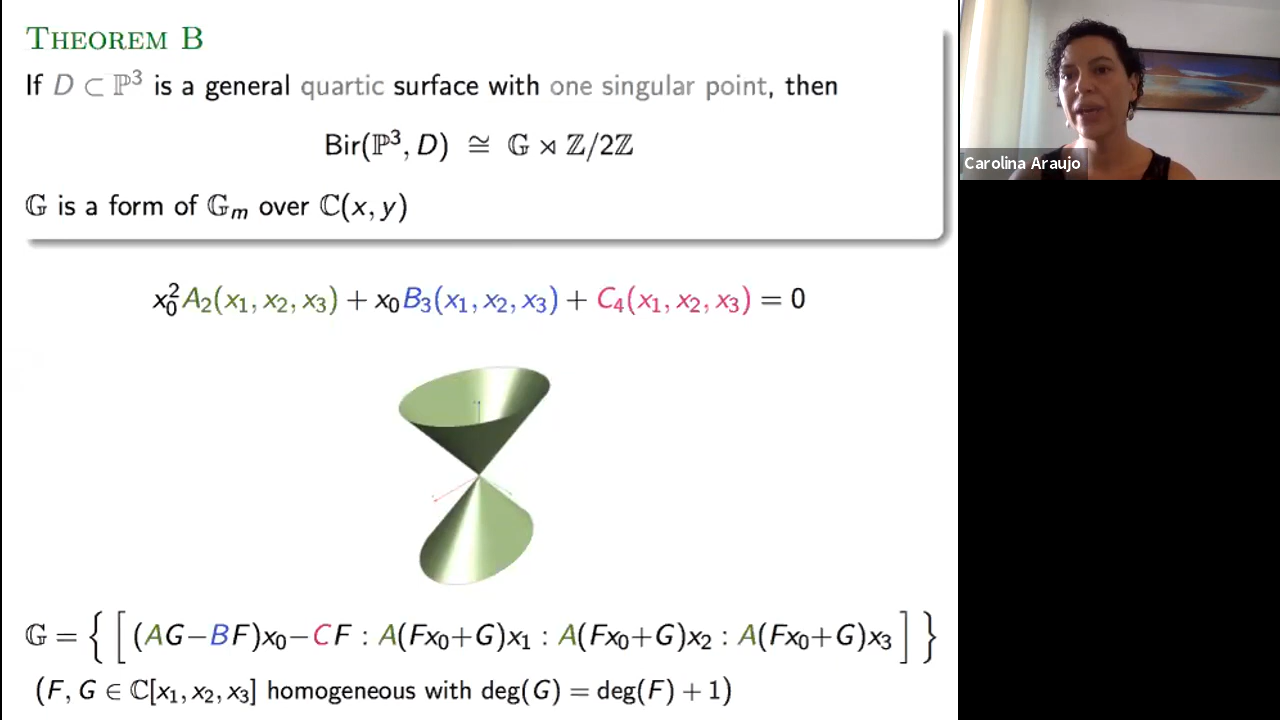 THEOREM B
If D ⊂ ℙ³ is a general quartic surface with one singular point, then
Bir(ℙ³, D) ≅ 𝔾 ⋊ ℤ/2ℤ
𝔾 is a form of 𝔾ₘ over ℂ(x, y)
x₀²A₂(x₁, x₂, x₃) + x₀B₃(x₁, x₂, x₃) + C₄(x₁, x₂, x₃) = 0
𝔾 = { [ (AG−BF)x₀−CF : A(Fx₀+G)x₁ : A(Fx₀+G)x₂ : A(Fx₀+G)x₃ ] }
(F, G ∈ ℂ[x₁, x₂, x₃] homogeneous with deg(G) = deg(F) + 1)
Carolina Araujo